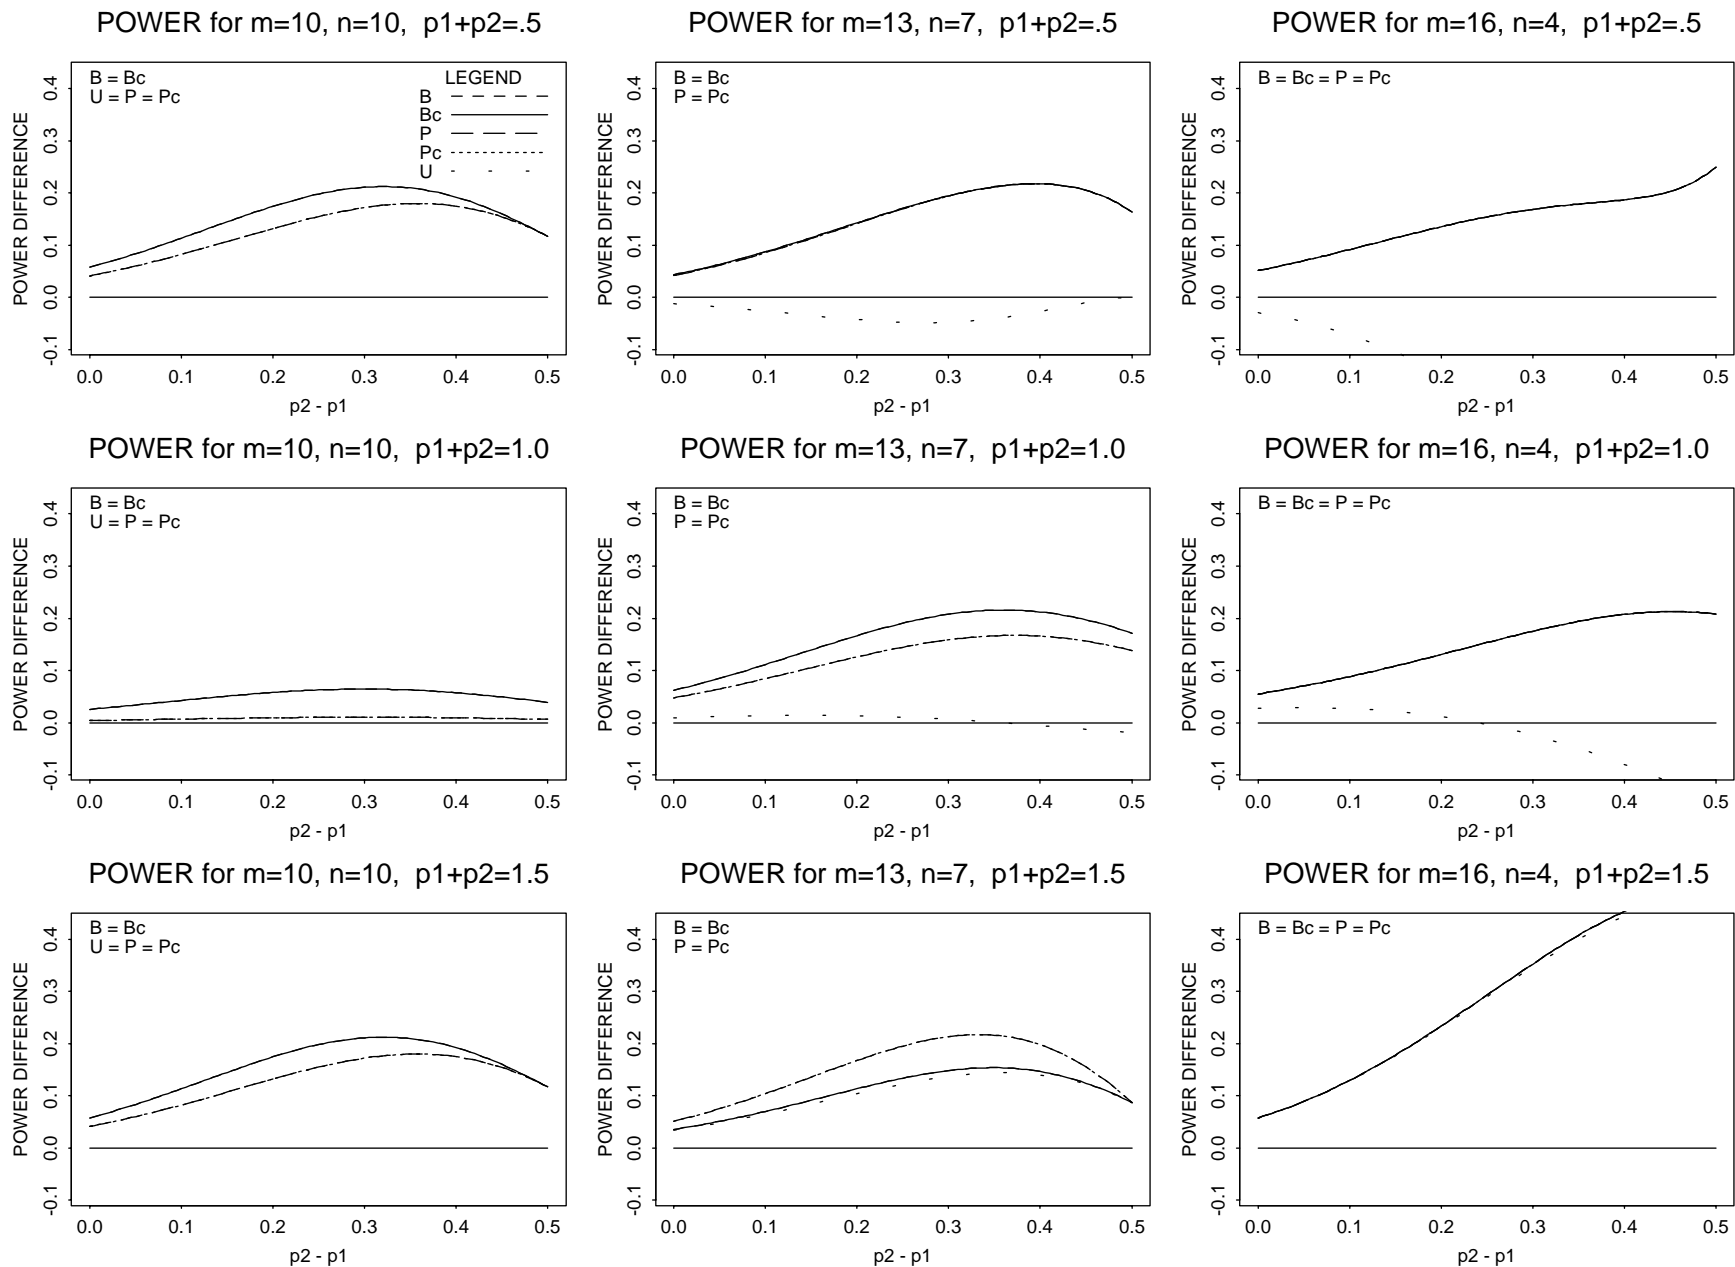 POWER for m=10, n=10, p1+p2=.5
B = Bc
U = P = Pc
LEGEND
B
Bc
P
Pc
U
POWER DIFFERENCE
-0.1 0.0 0.1 0.2 0.3 0.4
0.0 0.1 0.2 0.3 0.4 0.5
p2 - p1
POWER for m=13, n=7, p1+p2=.5
B = Bc
P = Pc
POWER DIFFERENCE
-0.1 0.0 0.1 0.2 0.3 0.4
0.0 0.1 0.2 0.3 0.4 0.5
p2 - p1
POWER for m=16, n=4, p1+p2=.5
B = Bc = P = Pc
POWER DIFFERENCE
-0.1 0.0 0.1 0.2 0.3 0.4
0.0 0.1 0.2 0.3 0.4 0.5
p2 - p1
POWER for m=10, n=10, p1+p2=1.0
B = Bc
U = P = Pc
POWER DIFFERENCE
-0.1 0.0 0.1 0.2 0.3 0.4
0.0 0.1 0.2 0.3 0.4 0.5
p2 - p1
POWER for m=13, n=7, p1+p2=1.0
B = Bc
P = Pc
POWER DIFFERENCE
-0.1 0.0 0.1 0.2 0.3 0.4
0.0 0.1 0.2 0.3 0.4 0.5
p2 - p1
POWER for m=16, n=4, p1+p2=1.0
B = Bc = P = Pc
POWER DIFFERENCE
-0.1 0.0 0.1 0.2 0.3 0.4
0.0 0.1 0.2 0.3 0.4 0.5
p2 - p1
POWER for m=10, n=10, p1+p2=1.5
B = Bc
U = P = Pc
POWER DIFFERENCE
-0.1 0.0 0.1 0.2 0.3 0.4
0.0 0.1 0.2 0.3 0.4 0.5
p2 - p1
POWER for m=13, n=7, p1+p2=1.5
B = Bc
P = Pc
POWER DIFFERENCE
-0.1 0.0 0.1 0.2 0.3 0.4
0.0 0.1 0.2 0.3 0.4 0.5
p2 - p1
POWER for m=16, n=4, p1+p2=1.5
B = Bc = P = Pc
POWER DIFFERENCE
-0.1 0.0 0.1 0.2 0.3 0.4
0.0 0.1 0.2 0.3 0.4 0.5
p2 - p1